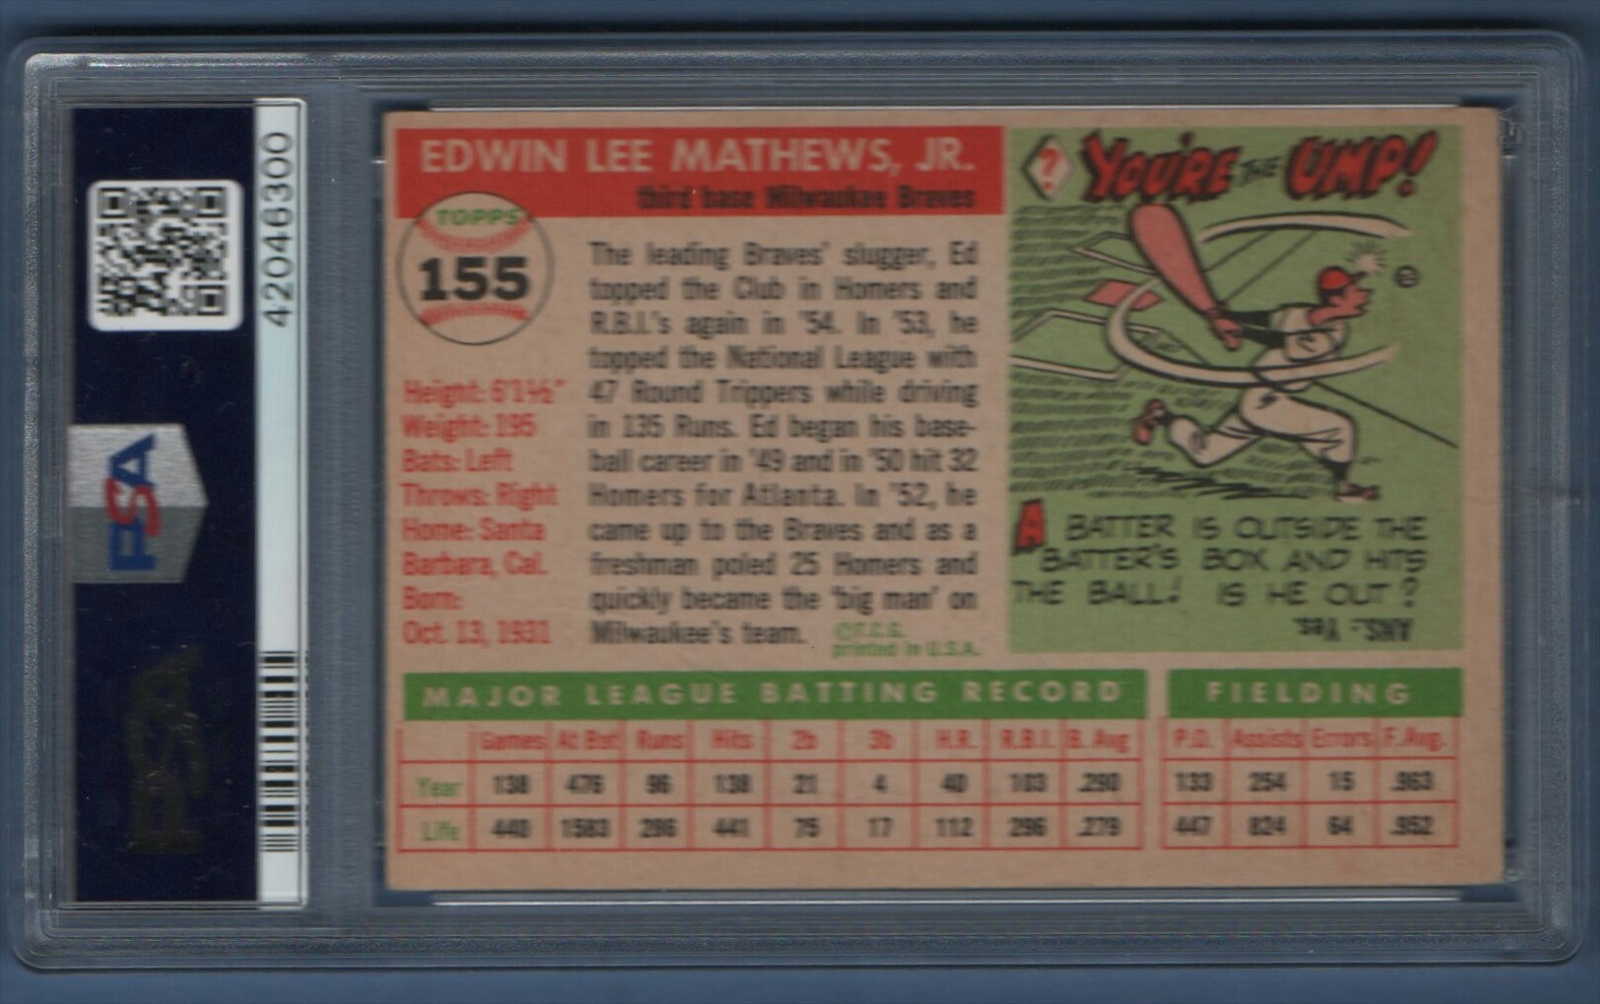 42046300
PSA
EDWIN LEE MATHEWS, JR.
third base Milwaukee Braves
TOPPS
155
The leading Braves' slugger, Ed
topped the Club in Homers and
R.B.I.'s again in '54. In '53, he
topped the National League with
47 Round Trippers while driving
in 135 Runs. Ed began his base-
ball career in '49 and in '50 hit 32
Homers for Atlanta. In '52, he
came up to the Braves and as a
freshman poled 25 Homers and
quickly became the 'big man' on
Milwaukee's team.
©T.C.G.
printed in U.S.A.
Height: 6'1½"
Weight: 195
Bats: Left
Throws: Right
Home: Santa
Barbara, Cal.
Born:
Oct. 13, 1931
? YOU'RE THE UMP!
A BATTER IS OUTSIDE THE
BATTER'S BOX AND HITS
THE BALL! IS HE OUT?
ANS.: Yes.
MAJOR LEAGUE BATTING RECORD
Games At Bat Runs Hits 2b 3b H.R. R.B.I. B. Avg
Year 138 476 96 138 21 4 40 103 .290
Life 440 1583 286 441 75 17 112 296 .279
FIELDING
P.O. Assists Errors F. Avg.
133 254 15 .963
447 824 64 .952
PSA